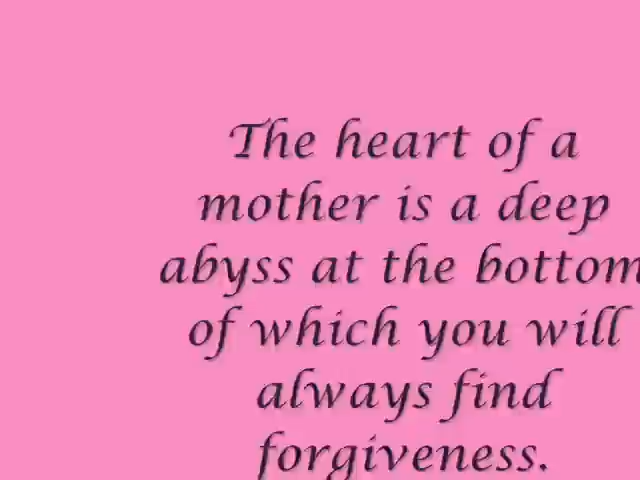 The heart of a
mother is a deep
abyss at the bottom
of which you will
always find
forgiveness.